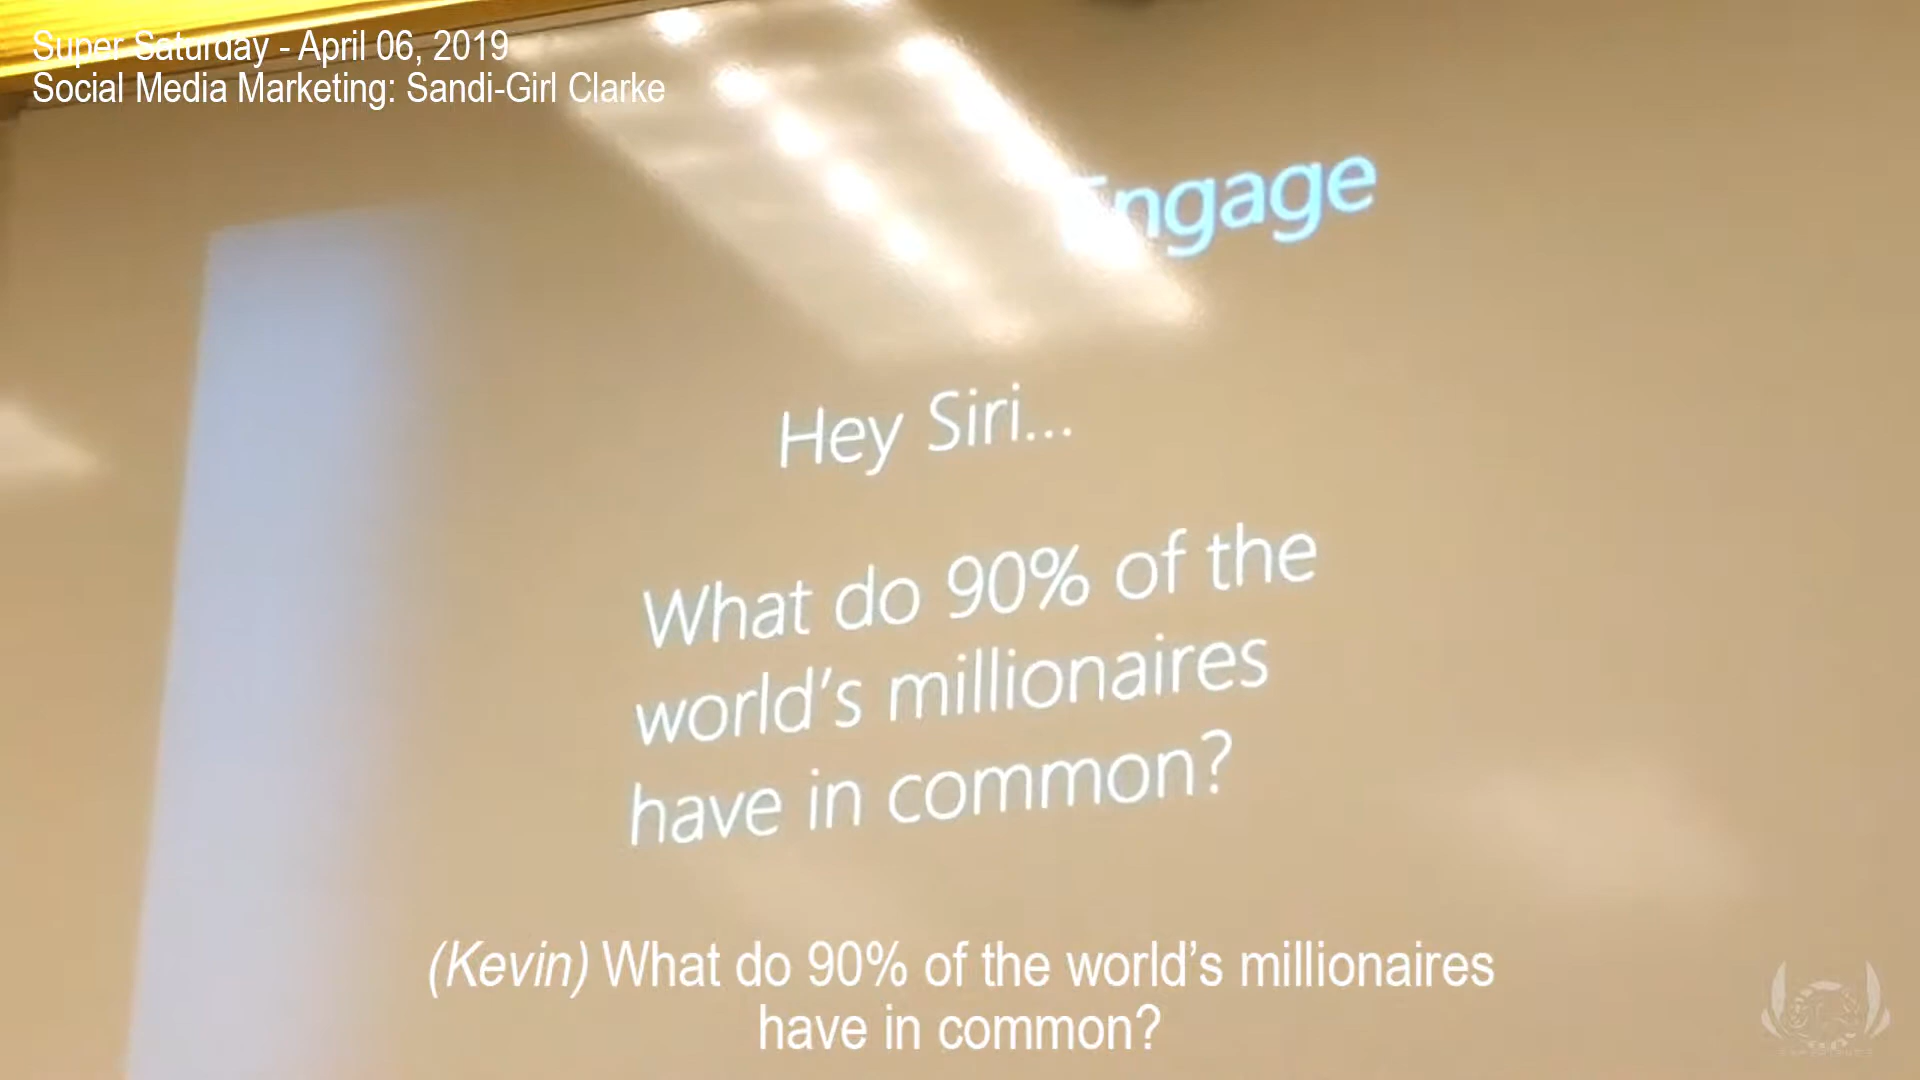 Super Saturday - April 06, 2019
Social Media Marketing: Sandi-Girl Clarke
Engage
Hey Siri...
What do 90% of the
world's millionaires
have in common?
(Kevin) What do 90% of the world's millionaires
have in common?